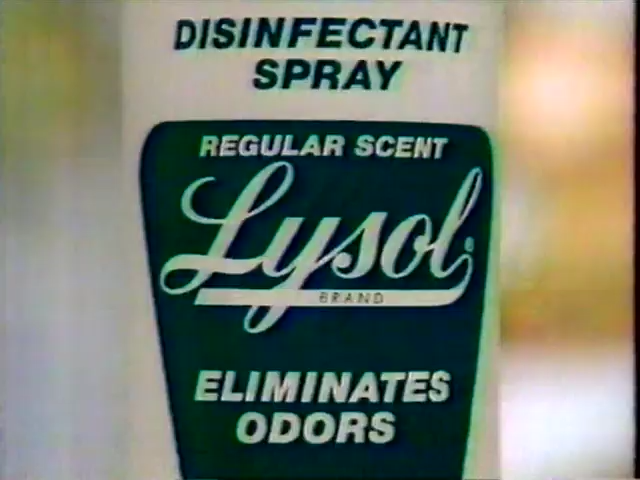 DISINFECTANT
SPRAY
REGULAR SCENT
Lysol®
BRAND
ELIMINATES
ODORS